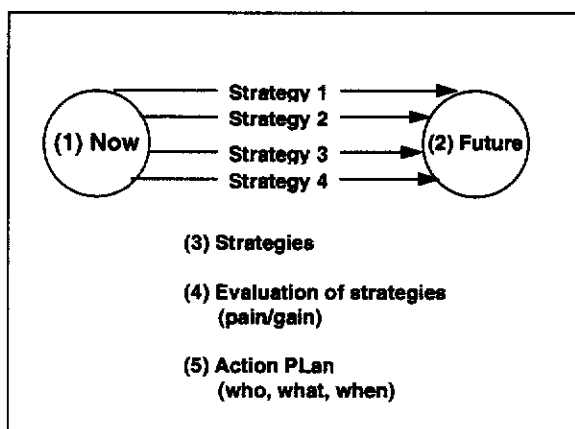 Strategy 1
Strategy 2
(1) Now
(2) Future
Strategy 3
Strategy 4
(3) Strategies
(4) Evaluation of strategies
(pain/gain)
(5) Action PLan
(who, what, when)